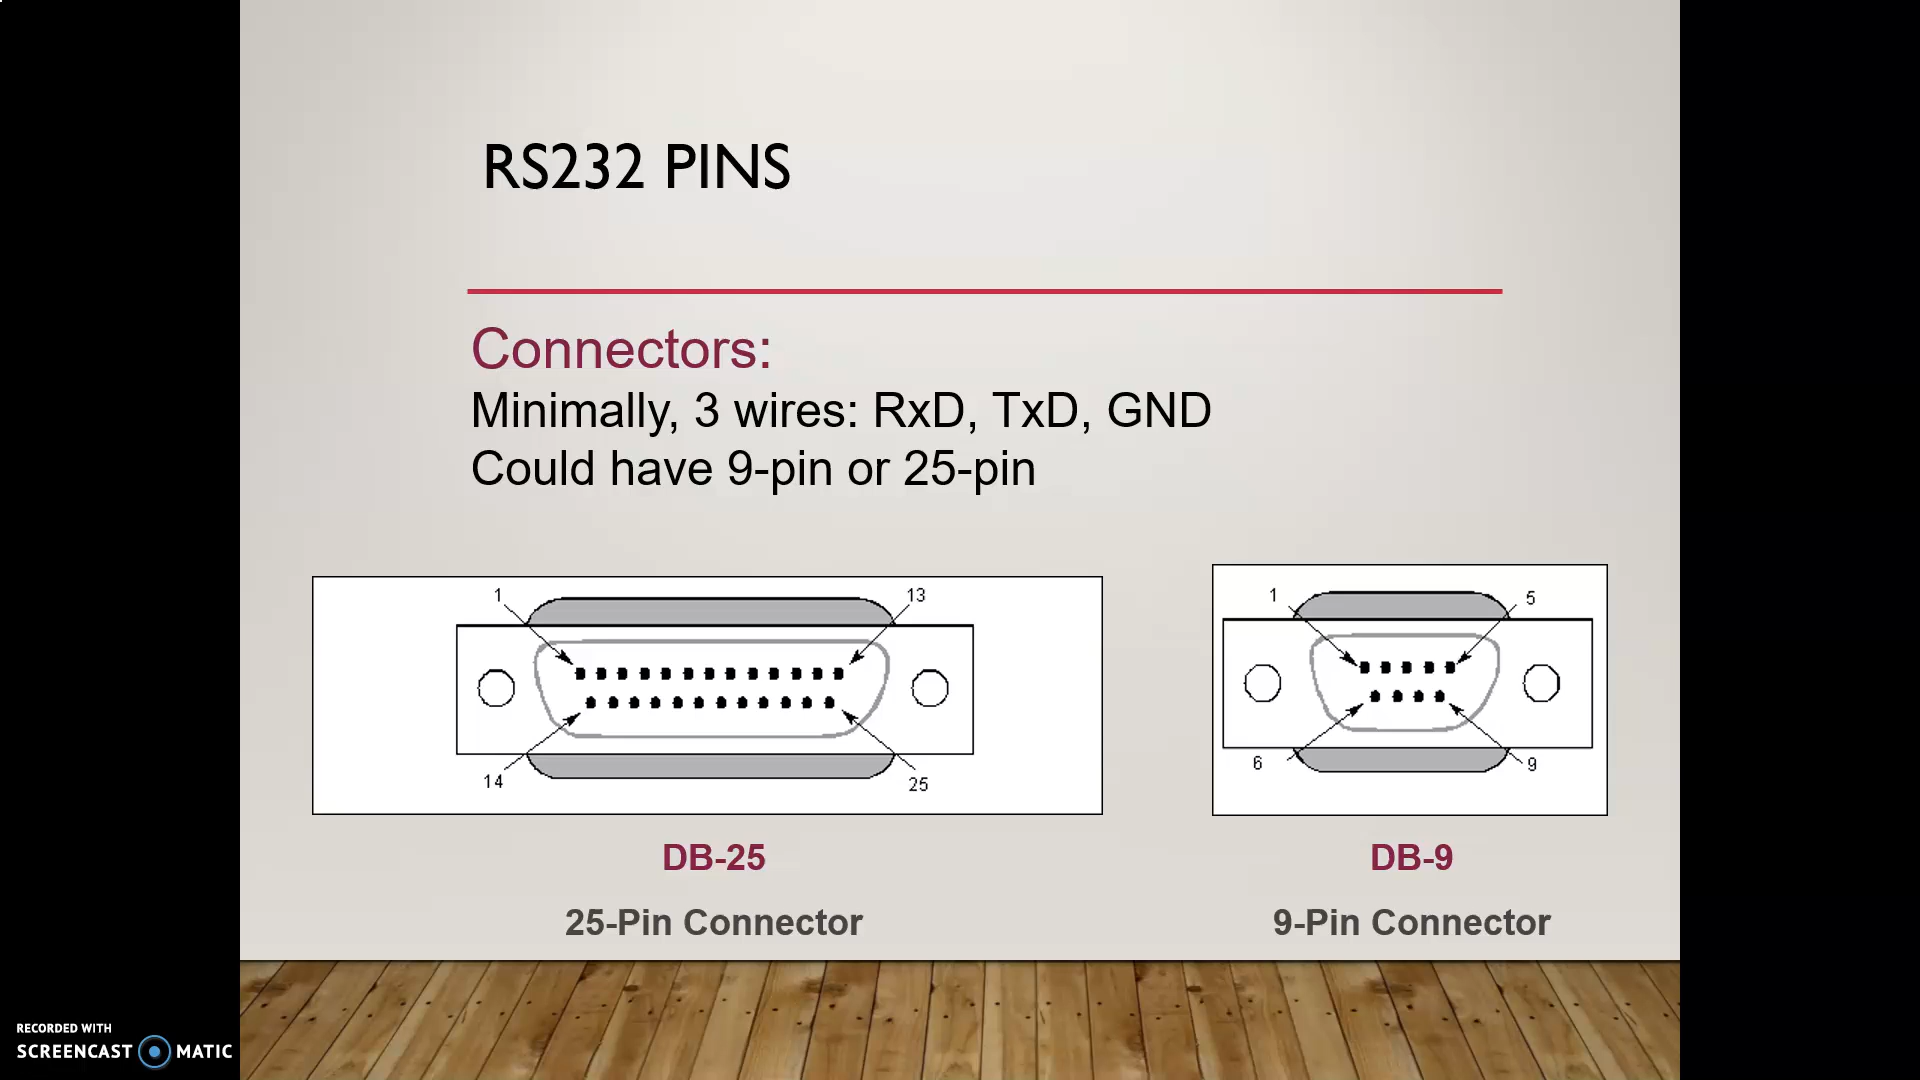 RS232 PINS
Connectors:
Minimally, 3 wires: RxD, TxD, GND
Could have 9-pin or 25-pin
1
13
14
25
1
5
6
9
DB-25
DB-9
25-Pin Connector
9-Pin Connector
RECORDED WITH
SCREENCAST MATIC